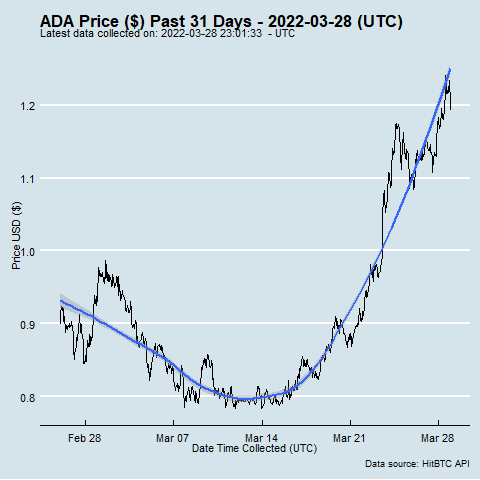 ADA Price ($) Past 31 Days - 2022-03-28 (UTC)
Latest data collected on: 2022-03-28 23:01:33 - UTC
1.2
1.1
1.0
0.9
0.8
Price USD ($)
Feb 28 Mar 07 Mar 14 Mar 21 Mar 28
Date Time Collected (UTC)
Data source: HitBTC API